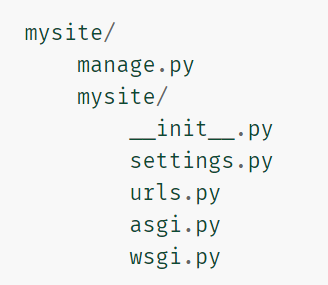 mysite/
    manage.py
    mysite/
        __init__.py
        settings.py
        urls.py
        asgi.py
        wsgi.py